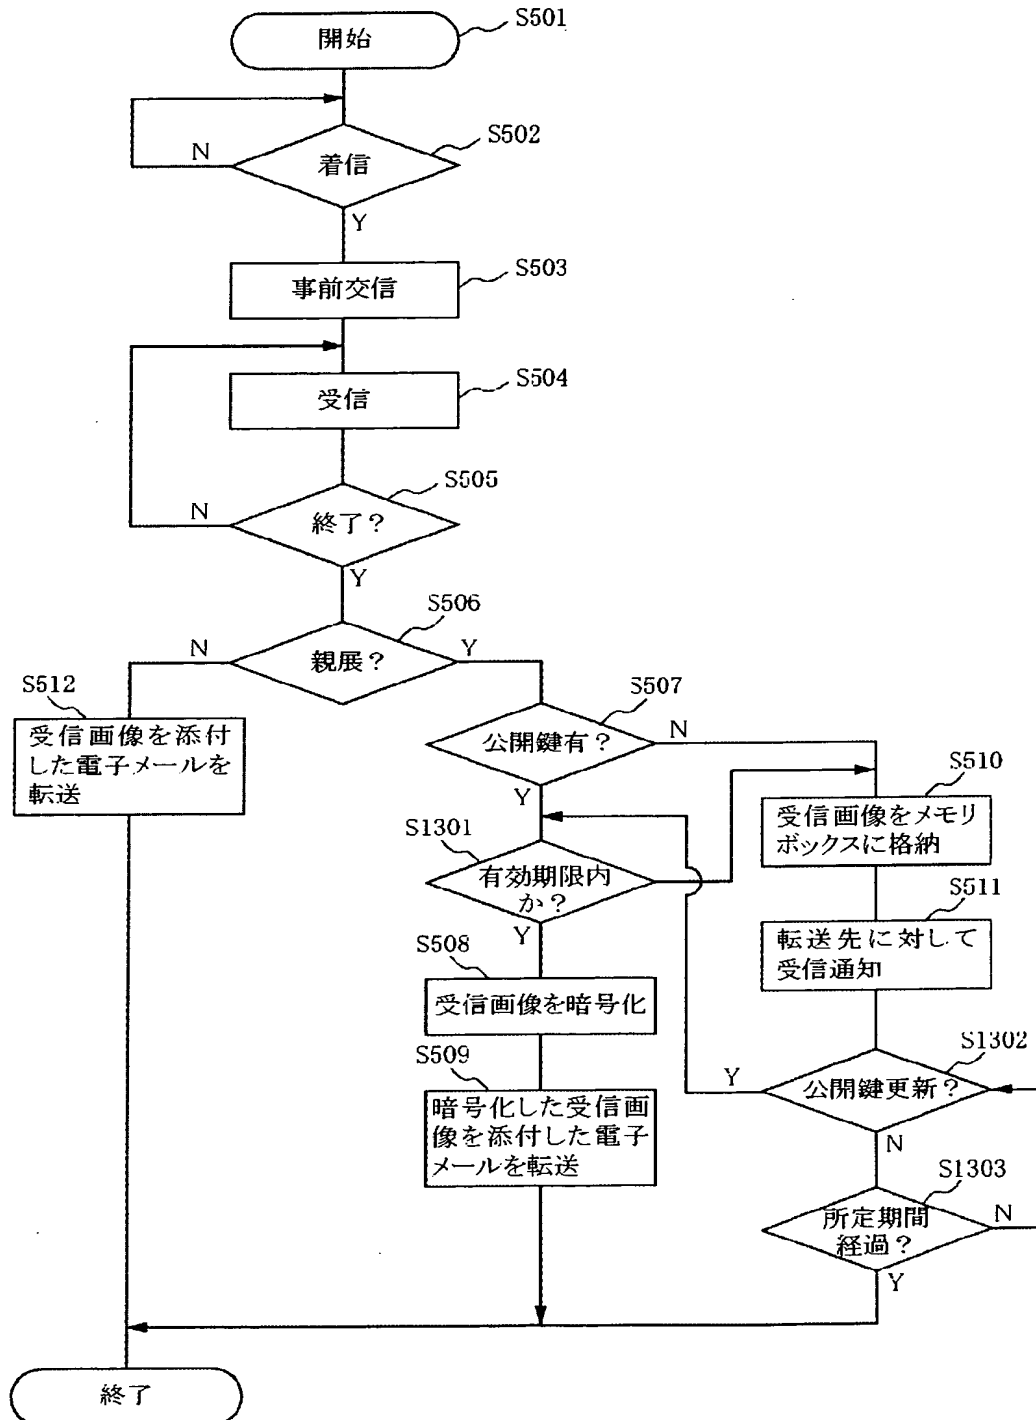 開始
S501
着信
S502
N
Y
事前交信
S503
受信
S504
終了?
S505
N
Y
親展?
S506
N
Y
S512
受信画像を添付
した電子メールを
転送
公開鍵有?
S507
N
Y
S510
受信画像をメモリ
ボックスに格納
S1301
有効期限内
か?
Y
S511
転送先に対して
受信通知
S508
受信画像を暗号化
S1302
公開鍵更新?
Y
N
S509
暗号化した受信画
像を添付した電子
メールを転送
S1303
所定期間
経過?
N
Y
終了